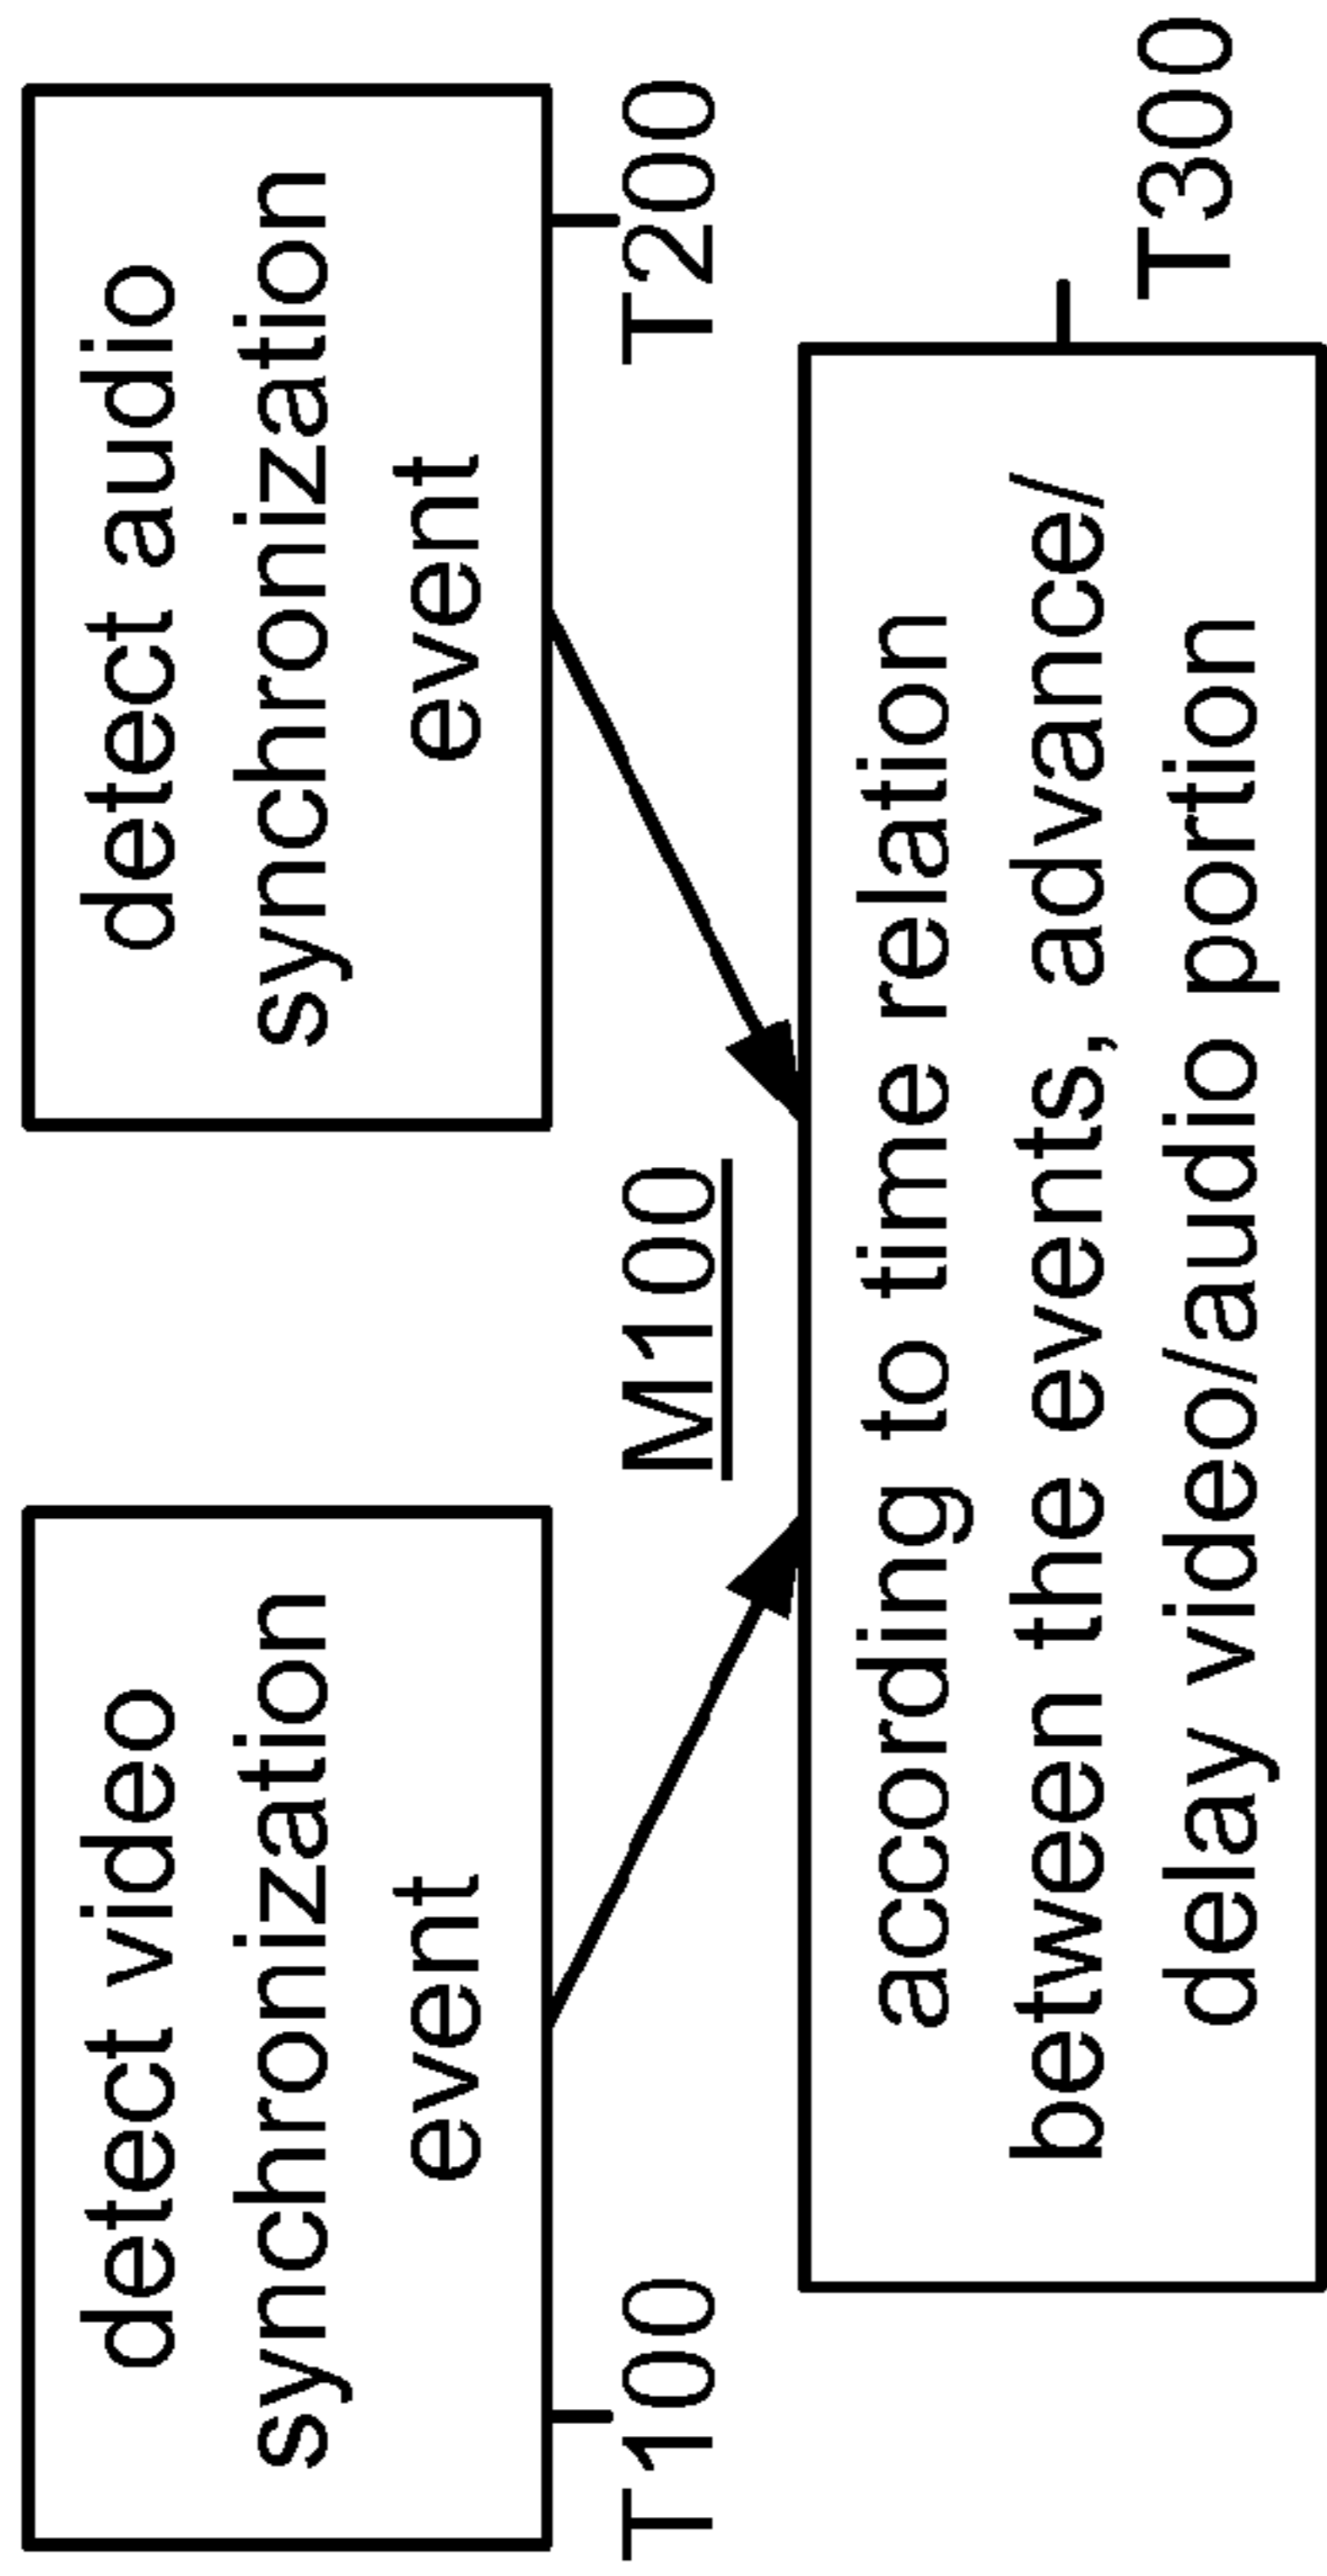 detect video
synchronization
event
T100
detect audio
synchronization
event
T200
M100
according to time relation
between the events, advance/
delay video/audio portion
T300